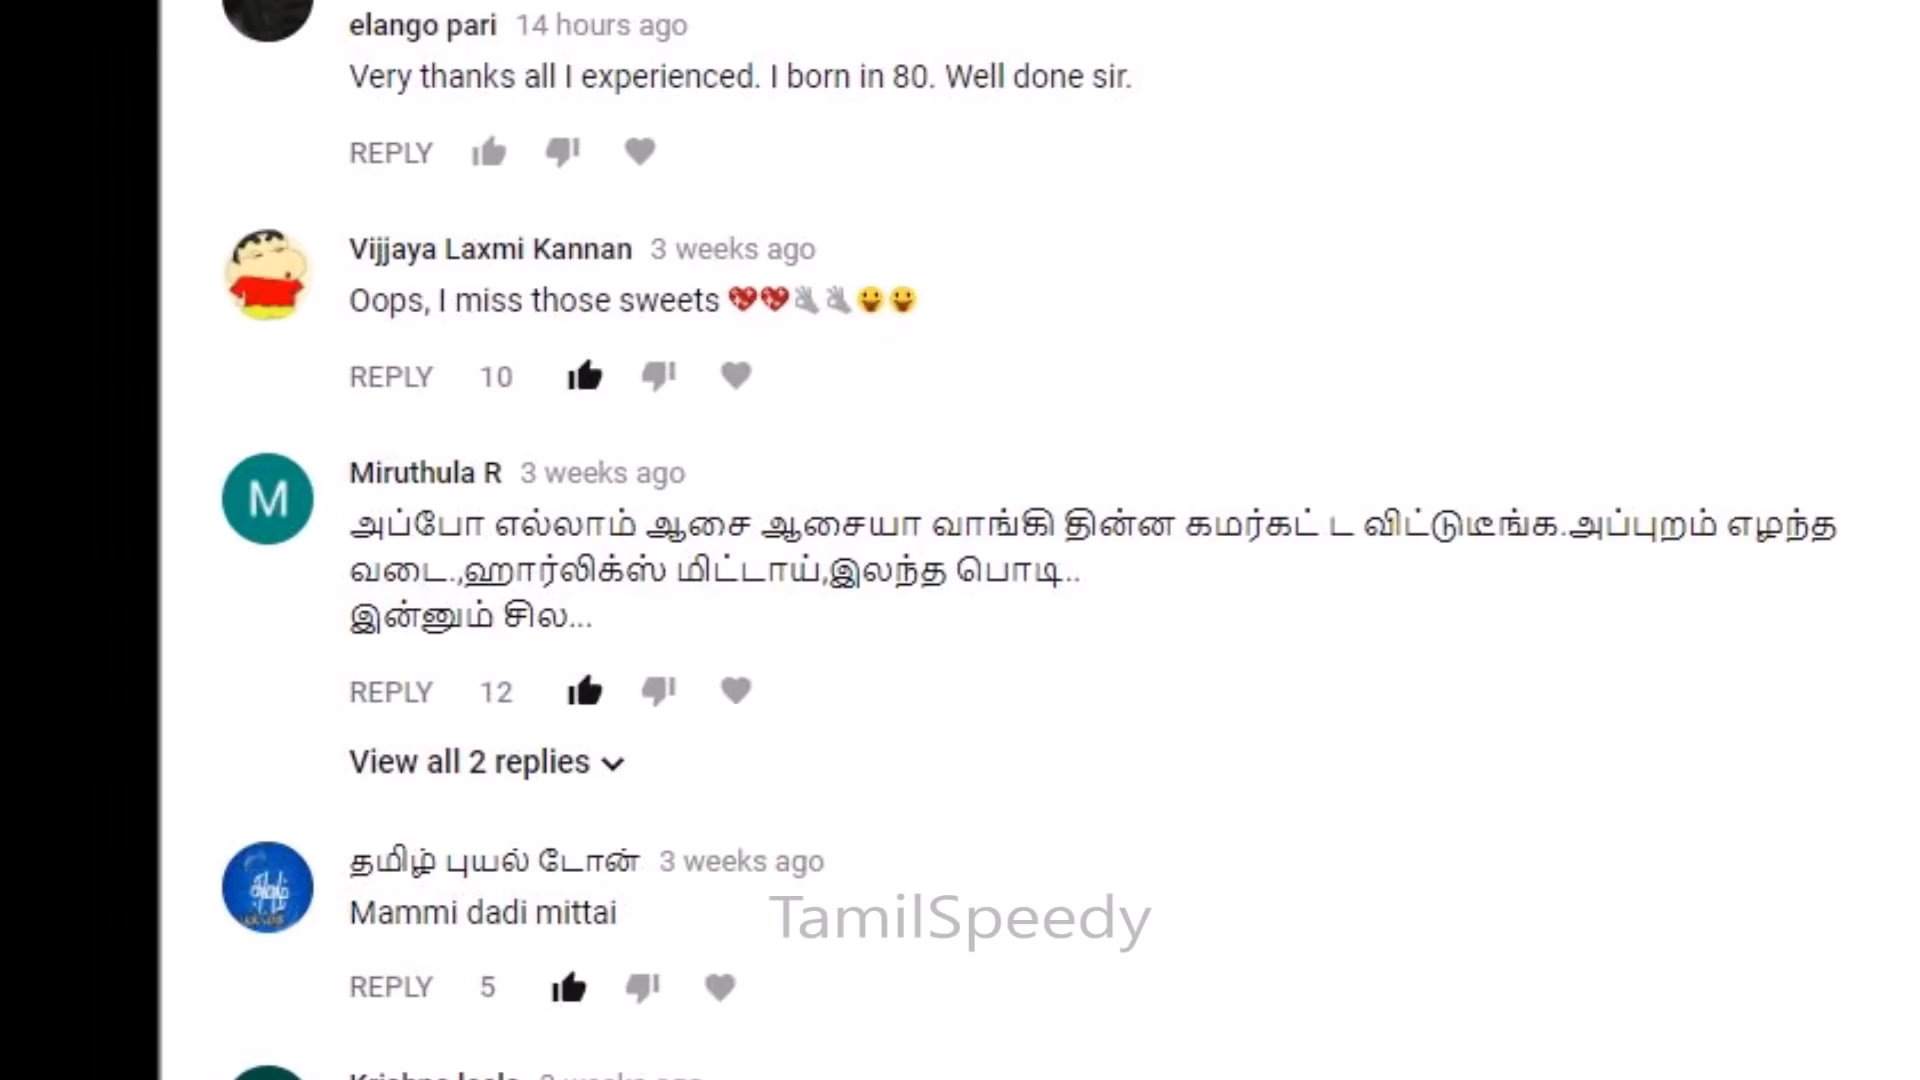 elango pari 14 hours ago
Very thanks all I experienced. I born in 80. Well done sir.
REPLY
Vijjaya Laxmi Kannan 3 weeks ago
Oops, I miss those sweets 💖💖👌👌😀😀
REPLY 10
M
Miruthula R 3 weeks ago
அப்போ எல்லாம் ஆசை ஆசையா வாங்கி தின்ன கமர்கட் ட விட்டுடீங்க.அப்புறம் எழந்த
வடை.,ஹார்லிக்ஸ் மிட்டாய்,இலந்த பொடி..
இன்னும் சில...
REPLY 12
View all 2 replies
தமிழ் புயல் டோன் 3 weeks ago
Mammi dadi mittai
TamilSpeedy
REPLY 5